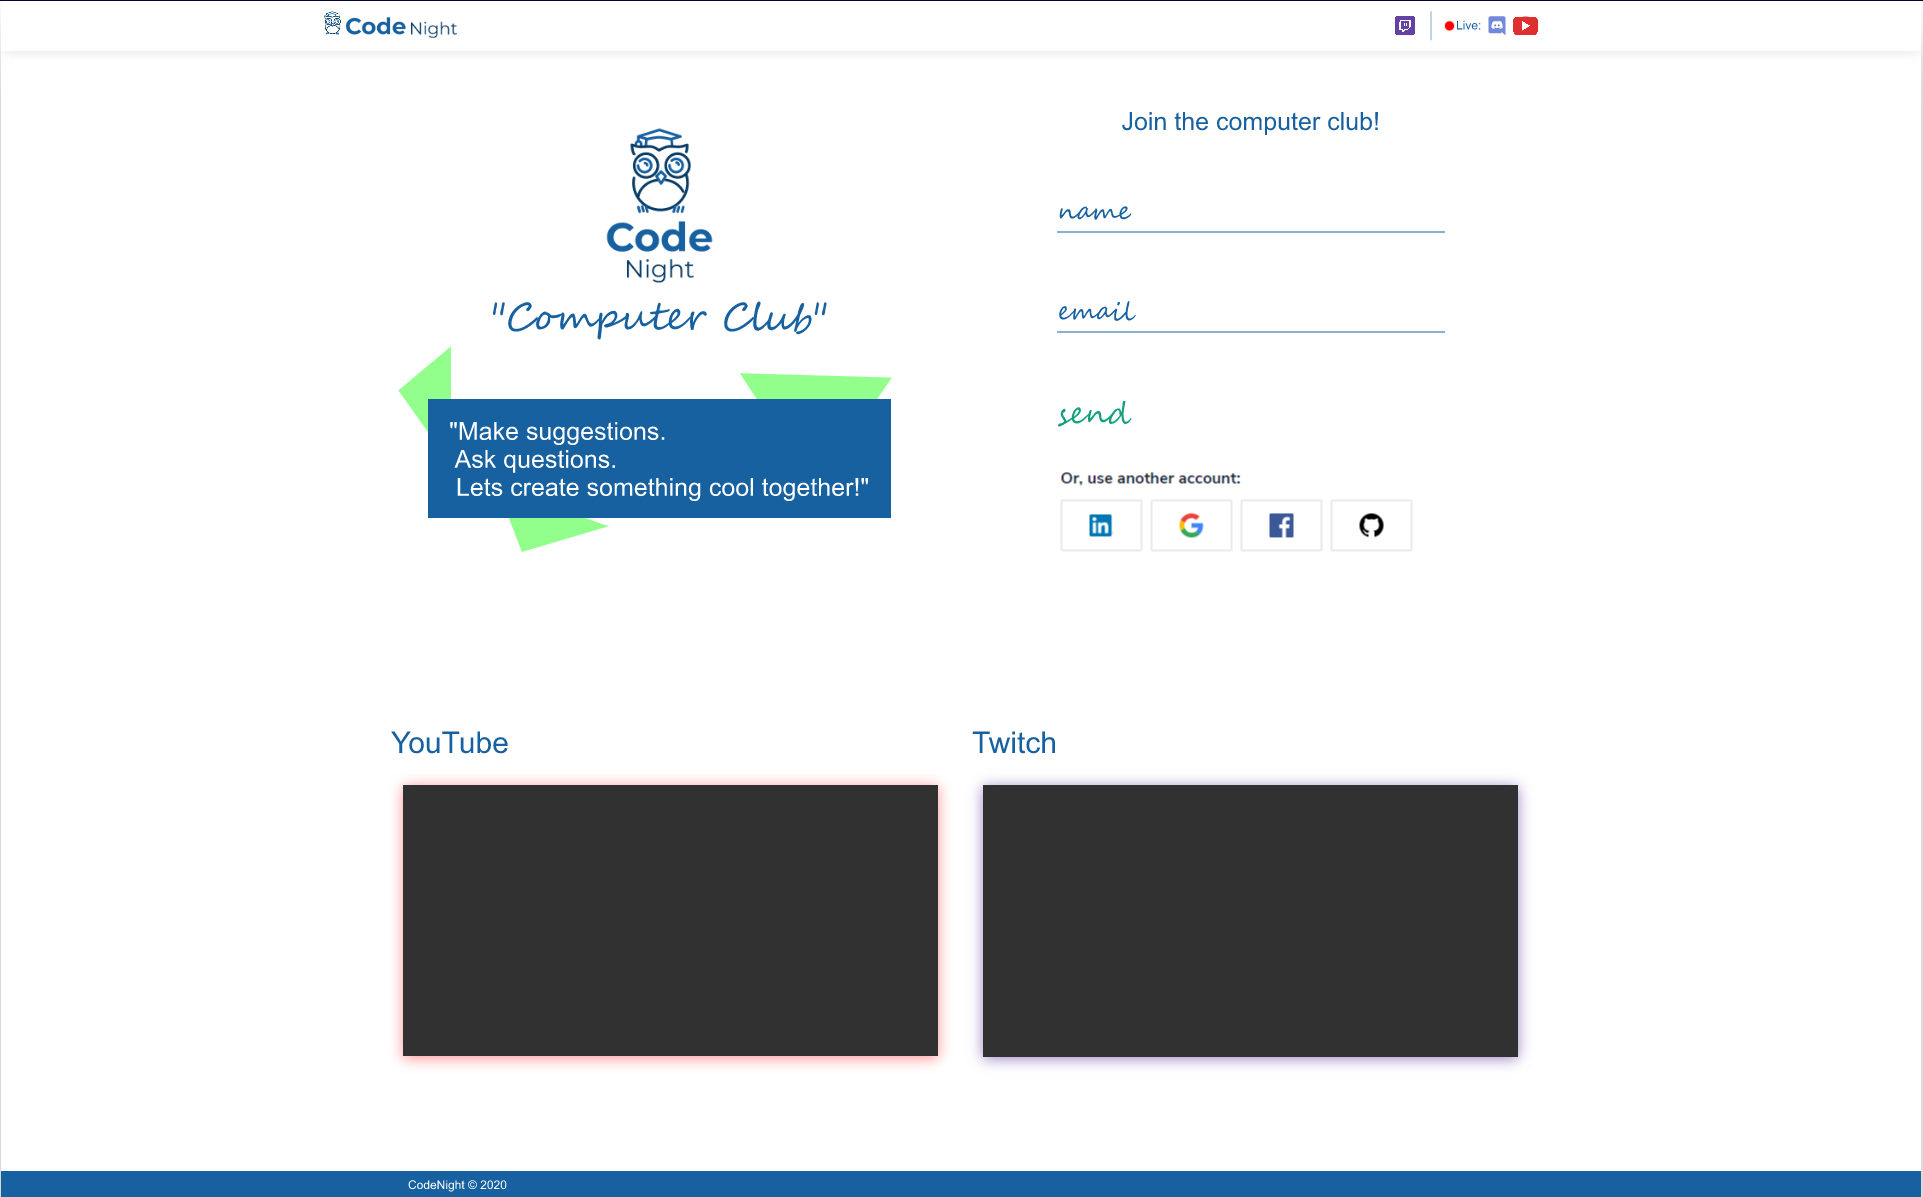 Code Night
Live:
Join the computer club!
Code
Night
"Computer Club"
name
email
send
"Make suggestions.
Ask questions.
Lets create something cool together!"
Or, use another account:
in
G
f
YouTube
Twitch
CodeNight © 2020